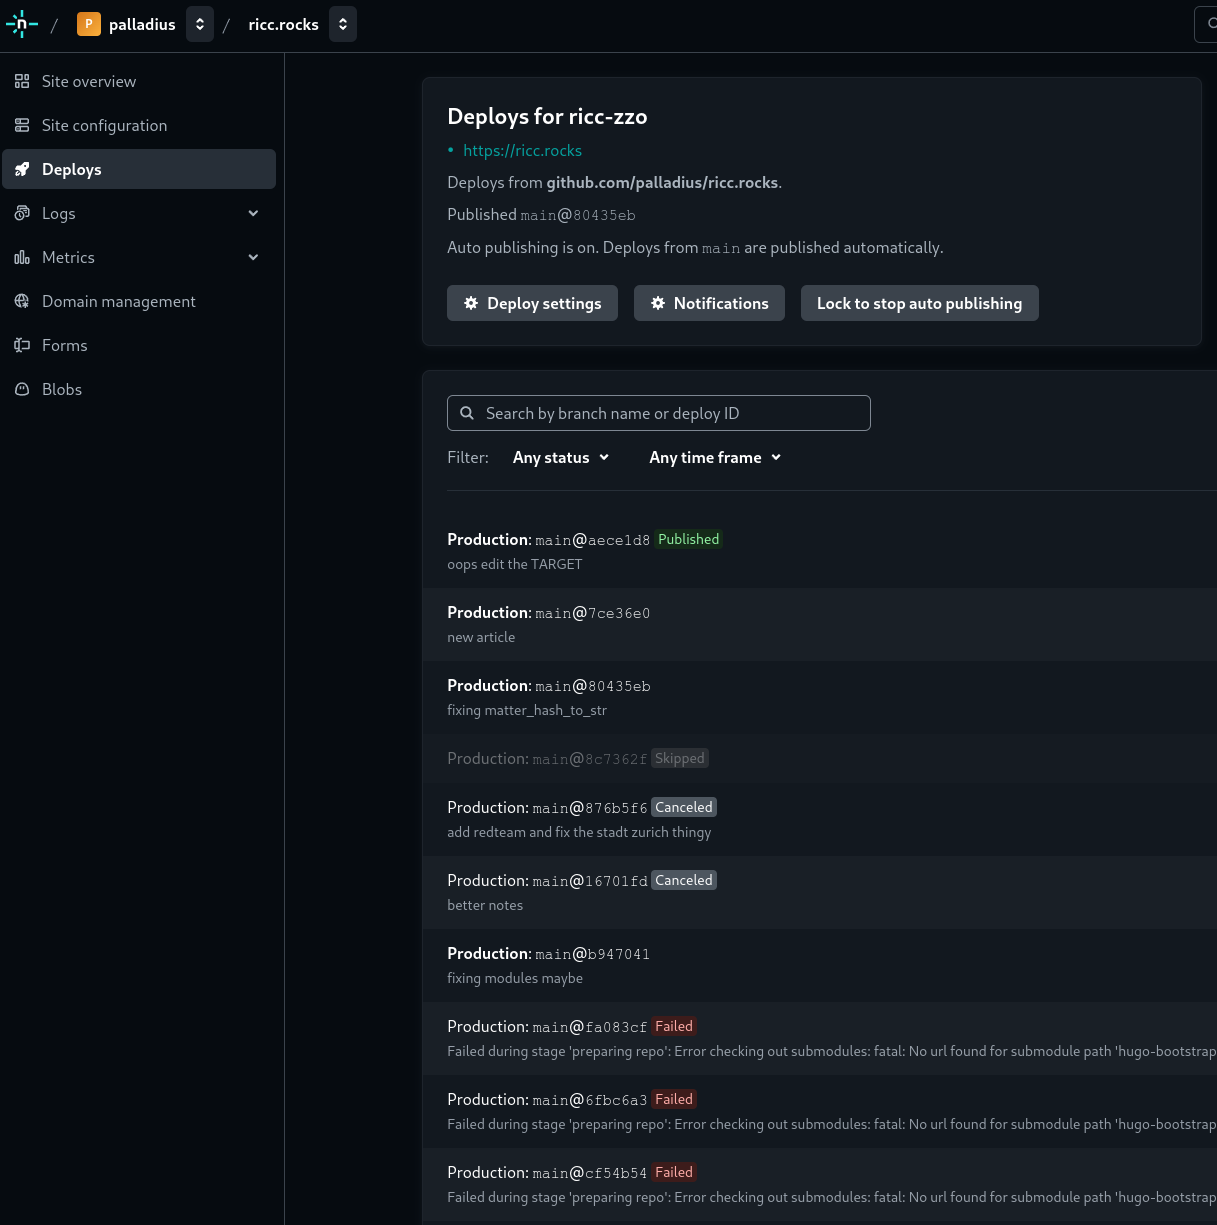 / P palladius / ricc.rocks
Site overview
Site configuration
Deploys
Logs
Metrics
Domain management
Forms
Blobs
Deploys for ricc-zzo
• https://ricc.rocks
Deploys from github.com/palladius/ricc.rocks.
Published main@80435eb
Auto publishing is on. Deploys from main are published automatically.
Deploy settings Notifications Lock to stop auto publishing
Search by branch name or deploy ID
Filter: Any status Any time frame
Production: main@aece1d8 Published
oops edit the TARGET
Production: main@7ce36e0
new article
Production: main@80435eb
fixing matter_hash_to_str
Production: main@8c7362f Skipped
Production: main@876b5f6 Canceled
add redteam and fix the stadt zurich thingy
Production: main@16701fd Canceled
better notes
Production: main@b947041
fixing modules maybe
Production: main@fa083cf Failed
Failed during stage 'preparing repo': Error checking out submodules: fatal: No url found for submodule path 'hugo-bootstrap
Production: main@6fbc6a3 Failed
Failed during stage 'preparing repo': Error checking out submodules: fatal: No url found for submodule path 'hugo-bootstrap
Production: main@cf54b54 Failed
Failed during stage 'preparing repo': Error checking out submodules: fatal: No url found for submodule path 'hugo-bootstrap